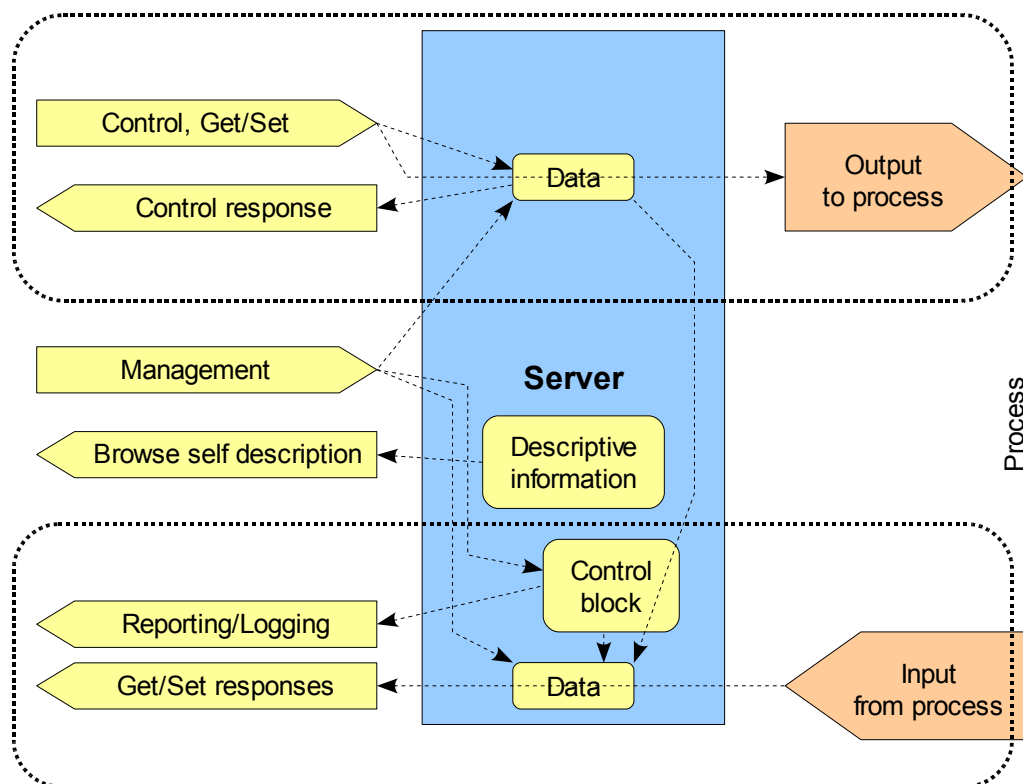 Control, Get/Set
Data
Output
to process
Control response
Management
Server
Process
Browse self description
Descriptive
information
Control
block
Reporting/Logging
Input
from process
Get/Set responses
Data